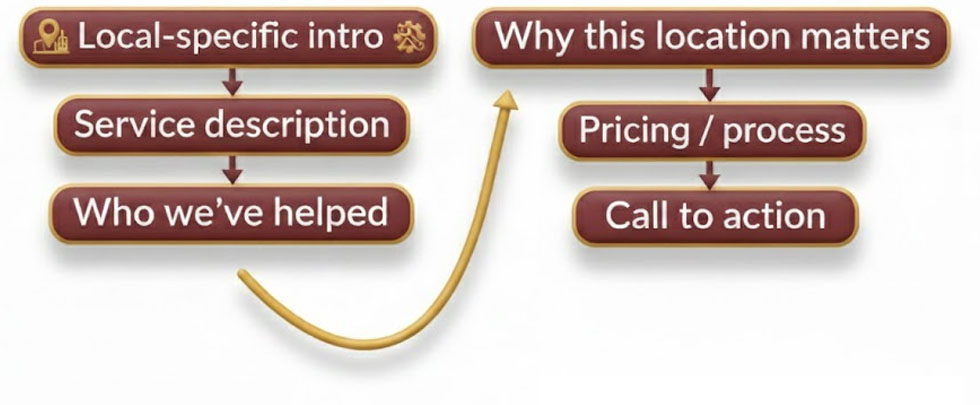 Local-specific intro
Service description
Who we've helped
Why this location matters
Pricing / process
Call to action